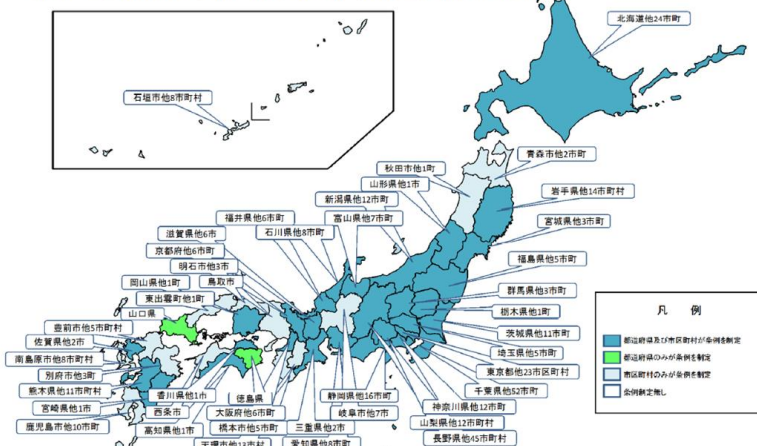 北海道他24市町
石垣市他8市町村
青森市他2市町
秋田市他1町
山形県他1市
岩手県他14市町村
新潟県他12市町
福井県他6市町
富山県他7市町
宮城県他3市町
滋賀県他6市
石川県他8市町
京都府他6市町
福島県他5市町
明石市他3市
岡山県他1町
鳥取市
群馬県他3市町
東出雲町他1町
山口県
栃木県他1町
豊前市他5市町村
茨城県他11市町
佐賀県他2市
埼玉県他5市町
南島原市他8市町村
東京都他23市区町村
別府市他3町
千葉県他52市町
熊本県他11市町村
香川県他1市
徳島県
静岡県他16市町
神奈川県他12市町
宮崎県他1市
西条市
大阪府他6市町
岐阜市他7市
山梨県他12市町村
鹿児島市他10市町
高知県他1市
橋本市他5市町
三重県他2市
長野県他45市町村
天理市他13市村
愛知県他8市町
凡 例
都道府県及び市区町村が条例を制定
都道府県のみが条例を制定
市区町村のみが条例を制定
条例制定無し